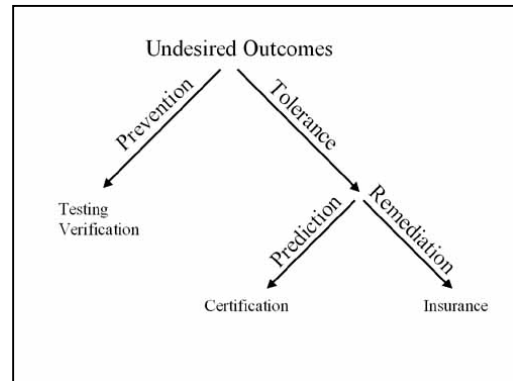 Undesired Outcomes
Prevention
Tolerance
Testing
Verification
Prediction
Remediation
Certification
Insurance